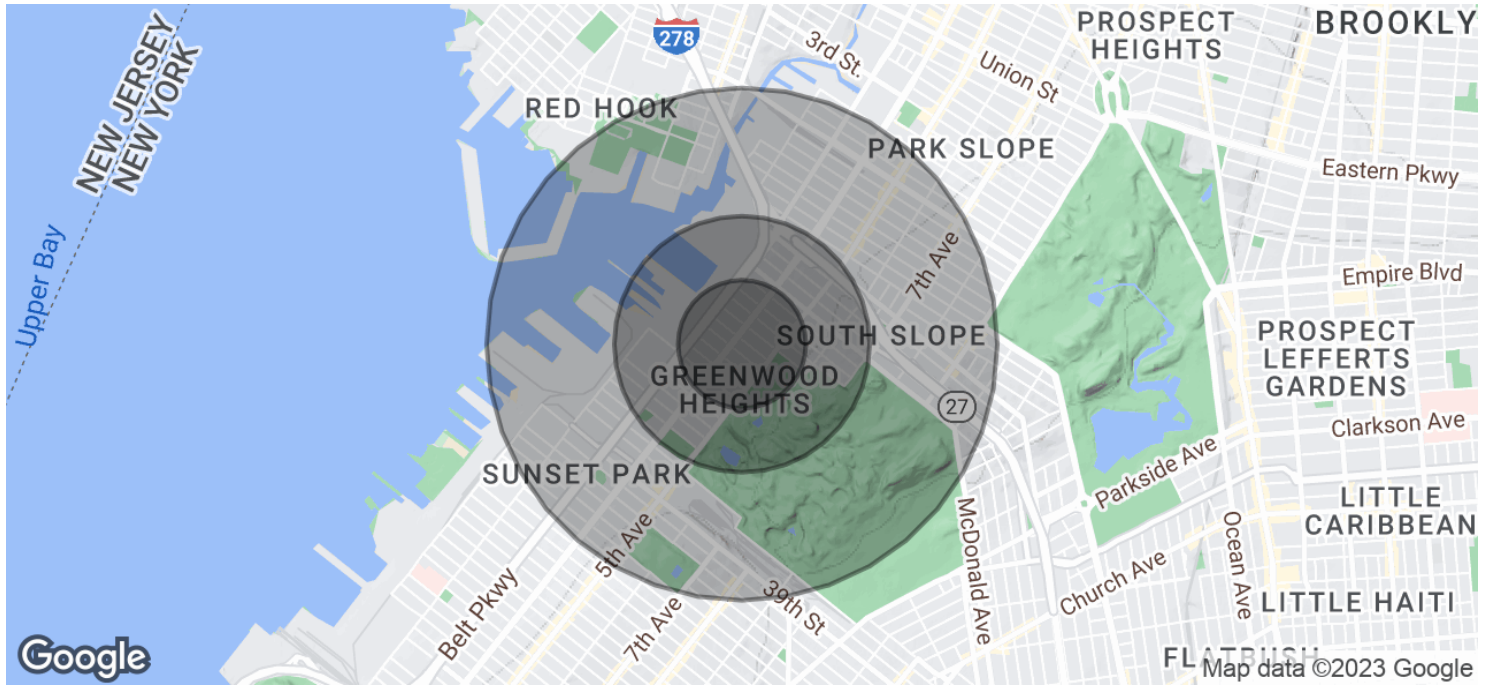 NEW JERSEY
NEW YORK
Upper Bay
278
3rd St.
Union St
PROSPECT
HEIGHTS
BROOKLY
RED HOOK
PARK SLOPE
Eastern Pkwy
7th Ave
Empire Blvd
SOUTH SLOPE
PROSPECT
LEFFERTS
GARDENS
GREENWOOD
HEIGHTS
27
Clarkson Ave
SUNSET PARK
Parkside Ave
LITTLE
CARIBBEAN
5th Ave
McDonald Ave
Ocean Ave
Belt Pkwy
7th Ave
39th St
Church Ave
LITTLE HAITI
FLATBUSH
Google
Map data ©2023 Google